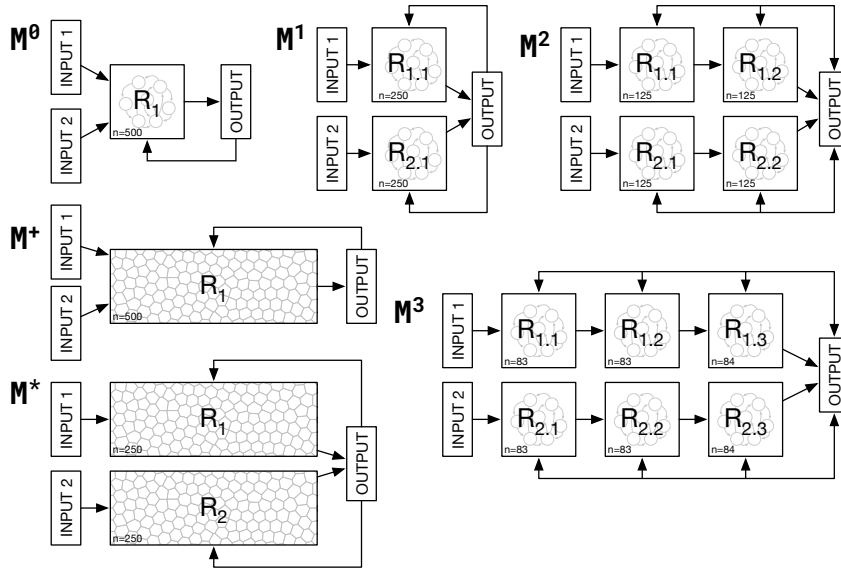 M⁰
INPUT 1
INPUT 2
R₁
n=500
OUTPUT
M¹
INPUT 1
INPUT 2
R₁.₁
n=250
R₂.₁
n=250
OUTPUT
M²
INPUT 1
INPUT 2
R₁.₁
n=125
R₁.₂
n=125
R₂.₁
n=125
R₂.₂
n=125
OUTPUT
M⁺
INPUT 1
INPUT 2
R₁
n=500
OUTPUT
M*
INPUT 1
INPUT 2
R₁
n=250
R₂
n=250
OUTPUT
M³
INPUT 1
INPUT 2
R₁.₁
n=83
R₁.₂
n=83
R₁.₃
n=84
R₂.₁
n=83
R₂.₂
n=83
R₂.₃
n=84
OUTPUT